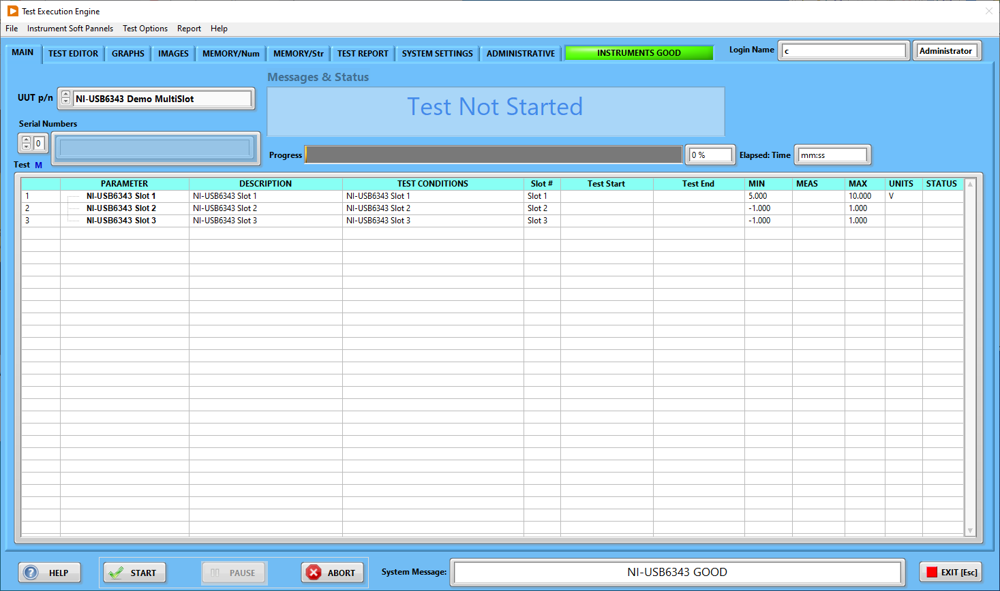 Test Execution Engine
File Instrument Soft Pannels Test Options Report Help
MAIN TEST EDITOR GRAPHS IMAGES MEMORY/Num MEMORY/Str TEST REPORT SYSTEM SETTINGS ADMINISTRATIVE INSTRUMENTS GOOD Login Name c Administrator
Messages & Status
UUT p/n NI-USB6343 Demo MultiSlot
Test Not Started
Serial Numbers
0
Progress 0 % Elapsed: Time mm:ss
Test M
PARAMETER DESCRIPTION TEST CONDITIONS Slot # Test Start Test End MIN MEAS MAX UNITS STATUS
1 NI-USB6343 Slot 1 NI-USB6343 Slot 1 NI-USB6343 Slot 1 Slot 1 5.000 10.000 V
2 NI-USB6343 Slot 2 NI-USB6343 Slot 2 NI-USB6343 Slot 2 Slot 2 -1.000 1.000
3 NI-USB6343 Slot 3 NI-USB6343 Slot 3 NI-USB6343 Slot 3 Slot 3 -1.000 1.000
HELP START PAUSE ABORT System Message: NI-USB6343 GOOD EXIT [Esc]